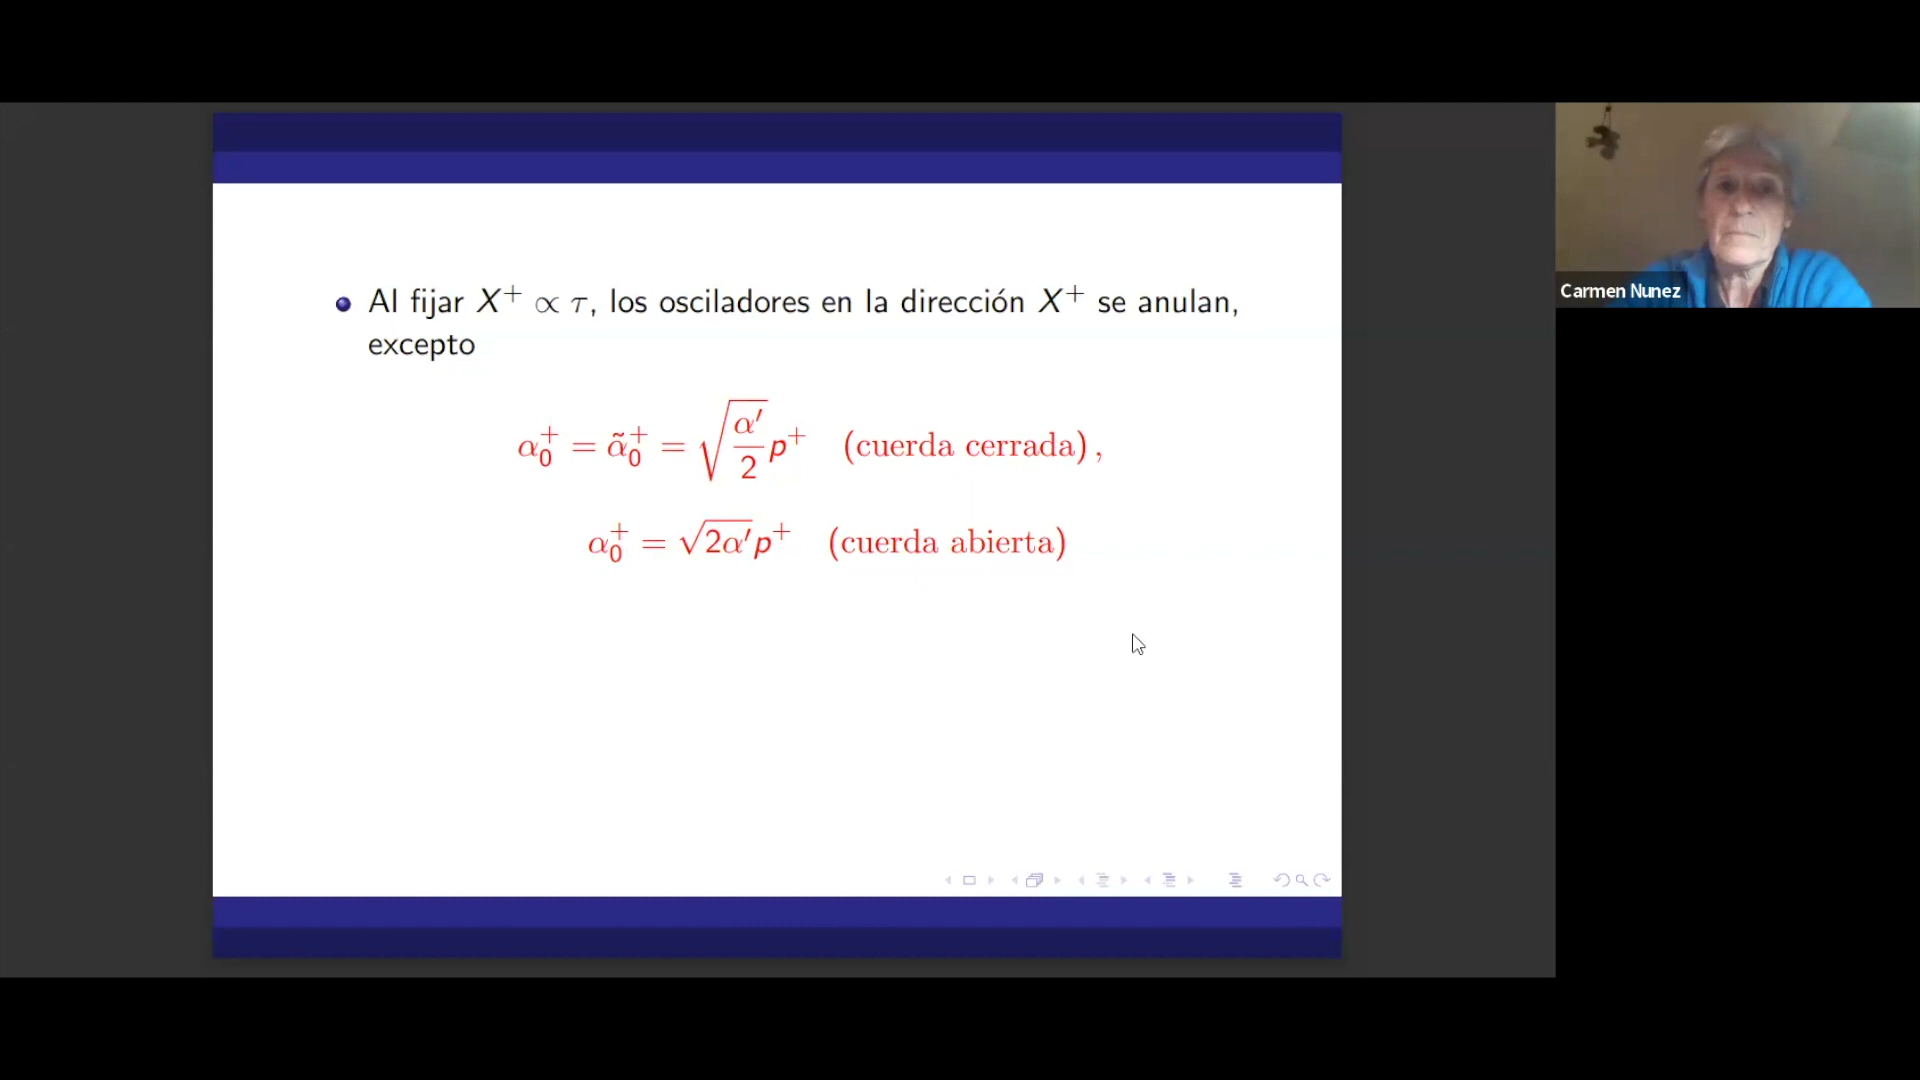 Al fijar X⁺ ∝ τ, los osciladores en la dirección X⁺ se anulan,
excepto
α₀⁺ = α̃₀⁺ = √(α′/2) p⁺ (cuerda cerrada),
α₀⁺ = √(2α′) p⁺ (cuerda abierta)
Carmen Nunez